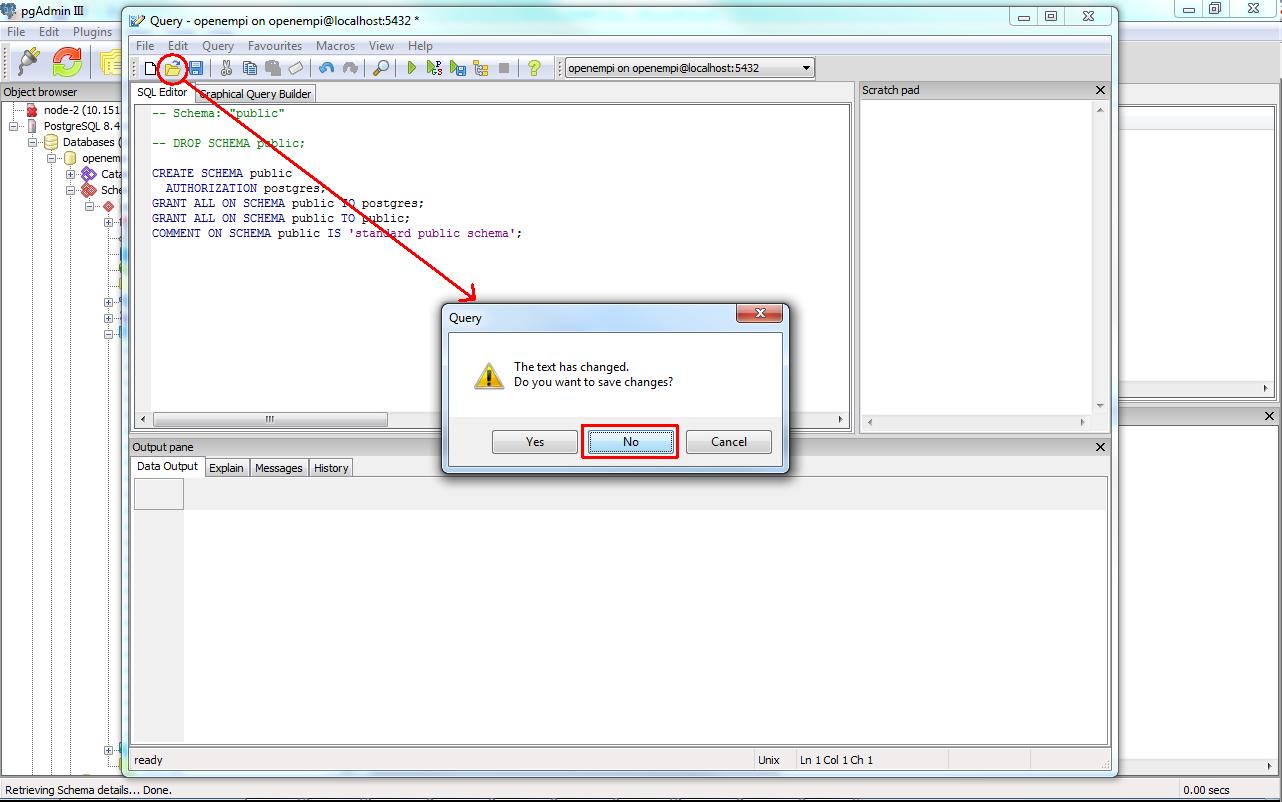 pgAdmin III
File Edit Plugins
Object browser
node-2 (10.151
PostgreSQL 8.4
Databases (
openem
Cata
Sche
Query - openempi on openempi@localhost:5432 *
File Edit Query Favourites Macros View Help
openempi on openempi@localhost:5432
SQL Editor Graphical Query Builder
-- Schema: "public"
-- DROP SCHEMA public;
CREATE SCHEMA public
AUTHORIZATION postgres;
GRANT ALL ON SCHEMA public TO postgres;
GRANT ALL ON SCHEMA public TO public;
COMMENT ON SCHEMA public IS 'standard public schema';
Scratch pad
Query
The text has changed.
Do you want to save changes?
Yes No Cancel
Output pane
Data Output Explain Messages History
ready Unix Ln 1 Col 1 Ch 1
Retrieving Schema details... Done. 0.00 secs